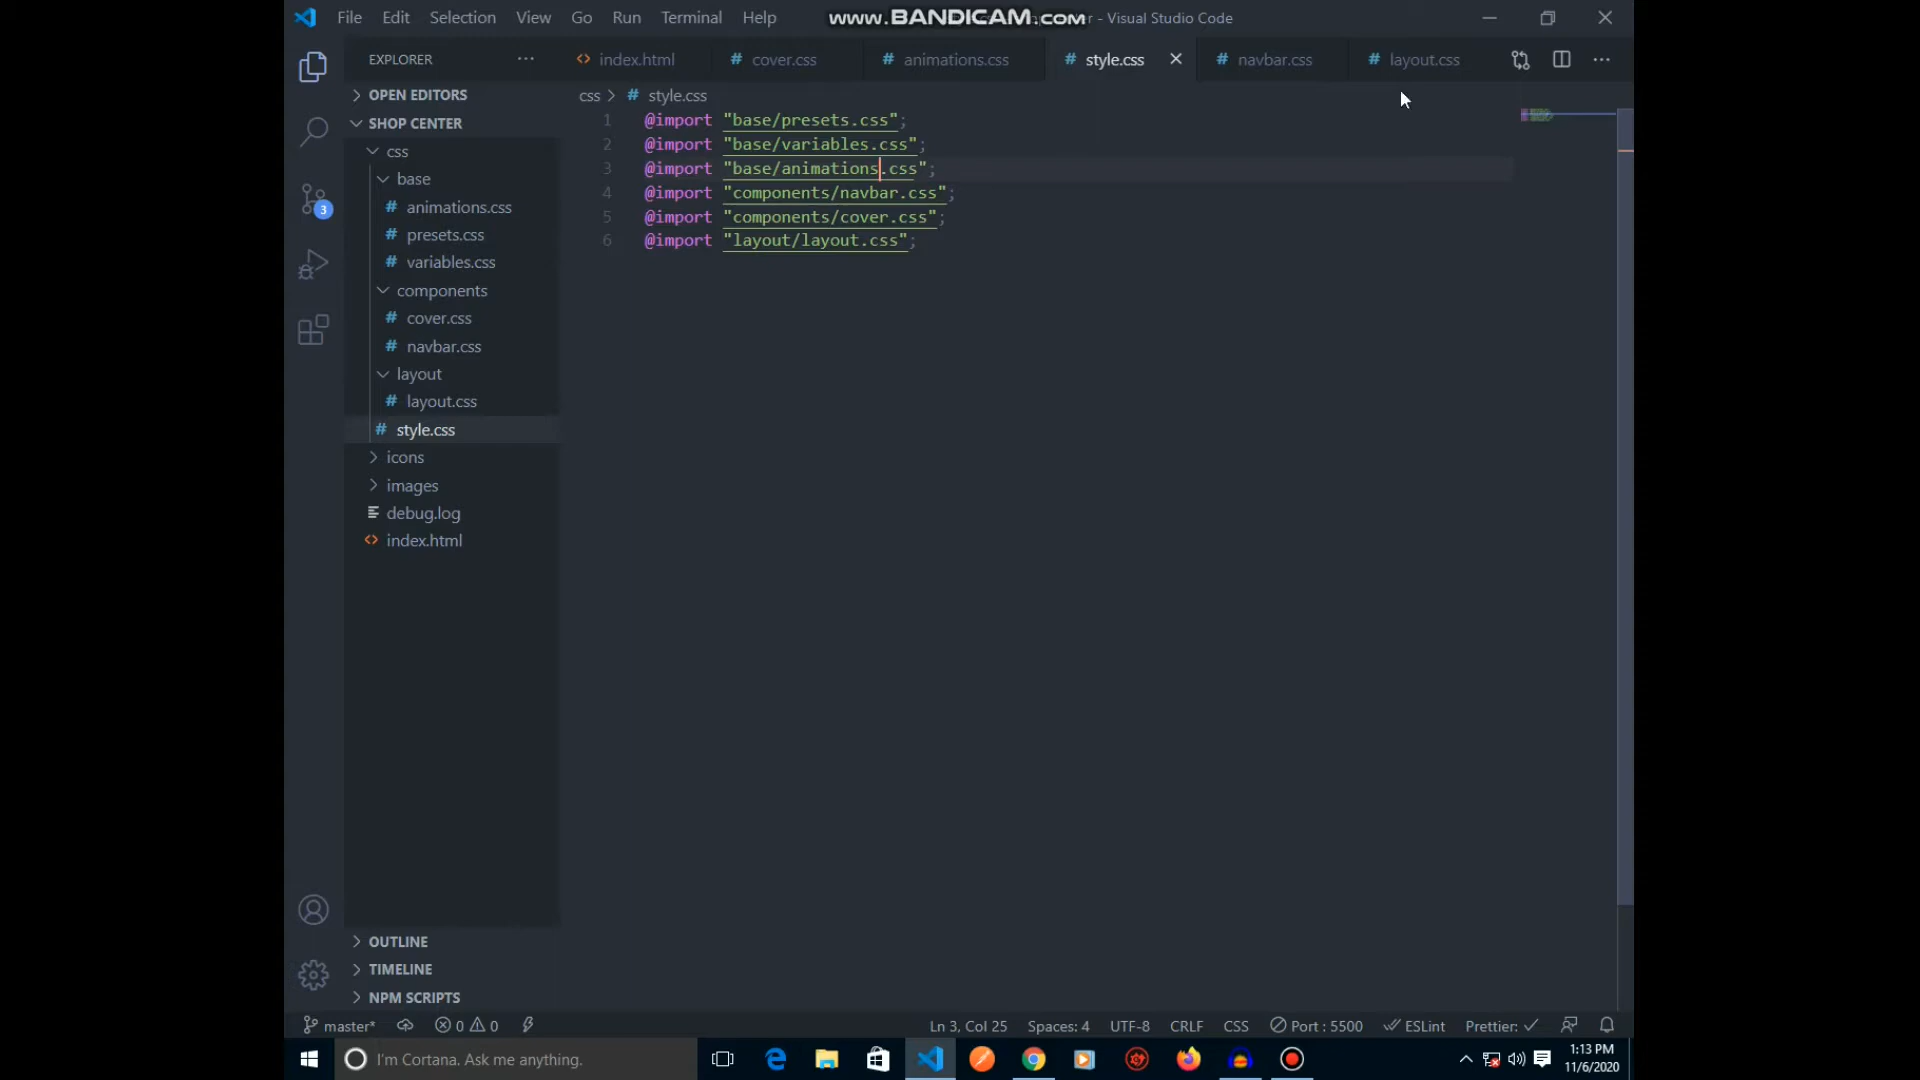 File Edit Selection View Go Run Terminal Help
www.BANDICAM.com
- Visual Studio Code
EXPLORER
index.html
cover.css
animations.css
style.css
navbar.css
layout.css
OPEN EDITORS
SHOP CENTER
css
base
animations.css
presets.css
variables.css
components
cover.css
navbar.css
layout
layout.css
style.css
icons
images
debug.log
index.html
css > # style.css
1 @import "base/presets.css";
2 @import "base/variables.css";
3 @import "base/animations.css";
4 @import "components/navbar.css";
5 @import "components/cover.css";
6 @import "layout/layout.css";
3
OUTLINE
TIMELINE
NPM SCRIPTS
master* 0 0 Ln 3, Col 25 Spaces: 4 UTF-8 CRLF CSS Port : 5500 ESLint Prettier: ✓
I'm Cortana. Ask me anything.
1:13 PM
11/6/2020